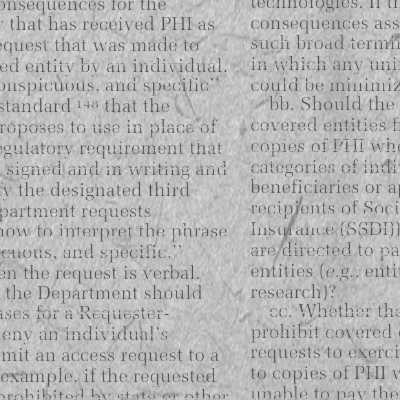 onsequences for the
y that has received PHI as
equest that was made to
ed entity by an individual.
onspicuous, and specific''
standard 148 that the
roposes to use in place of
egulatory requirement that
signed and in writing and
fy the designated third
partment requests
how to interpret the phrase
cuous, and specific.''
en the request is verbal.
the Department should
ases for a Requester-
eny an individual's
mit an access request to a
example, if the requested
prohibited by state or other
technologies. If th
consequences ass
such broad termin
in which any unin
could be minimiz
bb. Should the
covered entities f
copies of PHI whe
categories of indi
beneficiaries or ap
recipients of Soci
Insurance (SSDI))
are directed to pa
entities (e.g., entit
research)?
cc. Whether the
prohibit covered e
requests to exerci
to copies of PHI w
unable to pay the